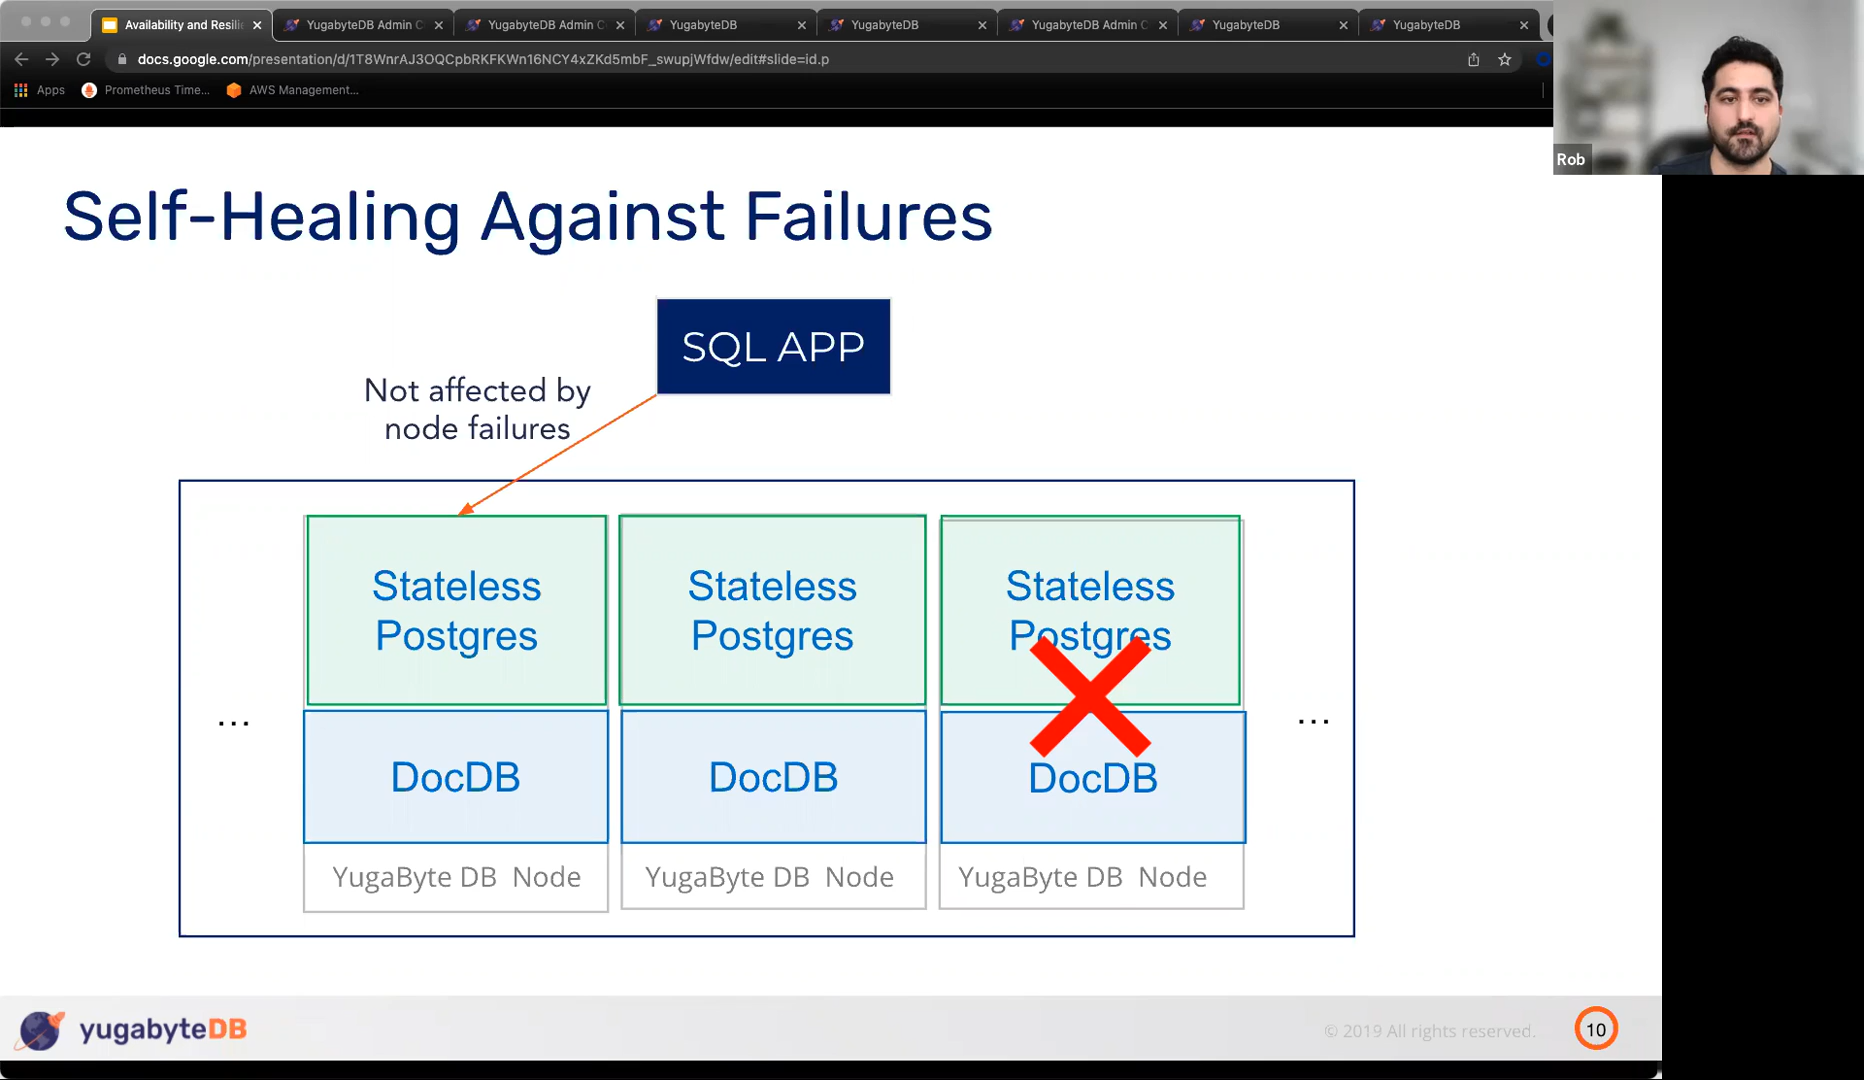 Availability and Resilie
YugabyteDB Admin C
YugabyteDB Admin C
YugabyteDB
YugabyteDB
YugabyteDB Admin C
YugabyteDB
YugabyteDB
docs.google.com/presentation/d/1T8WnrAJ3OQCpbRKFKWn16NCY4xZKd5mbF_swupjWfdw/edit#slide=id.p
Apps
Prometheus Time...
AWS Management...
Rob
Self-Healing Against Failures
SQL APP
Not affected by
node failures
Stateless
Postgres
Stateless
Postgres
Stateless
Postgres
...
...
DocDB
DocDB
DocDB
YugaByte DB Node
YugaByte DB Node
YugaByte DB Node
yugabyteDB
© 2019 All rights reserved.
10